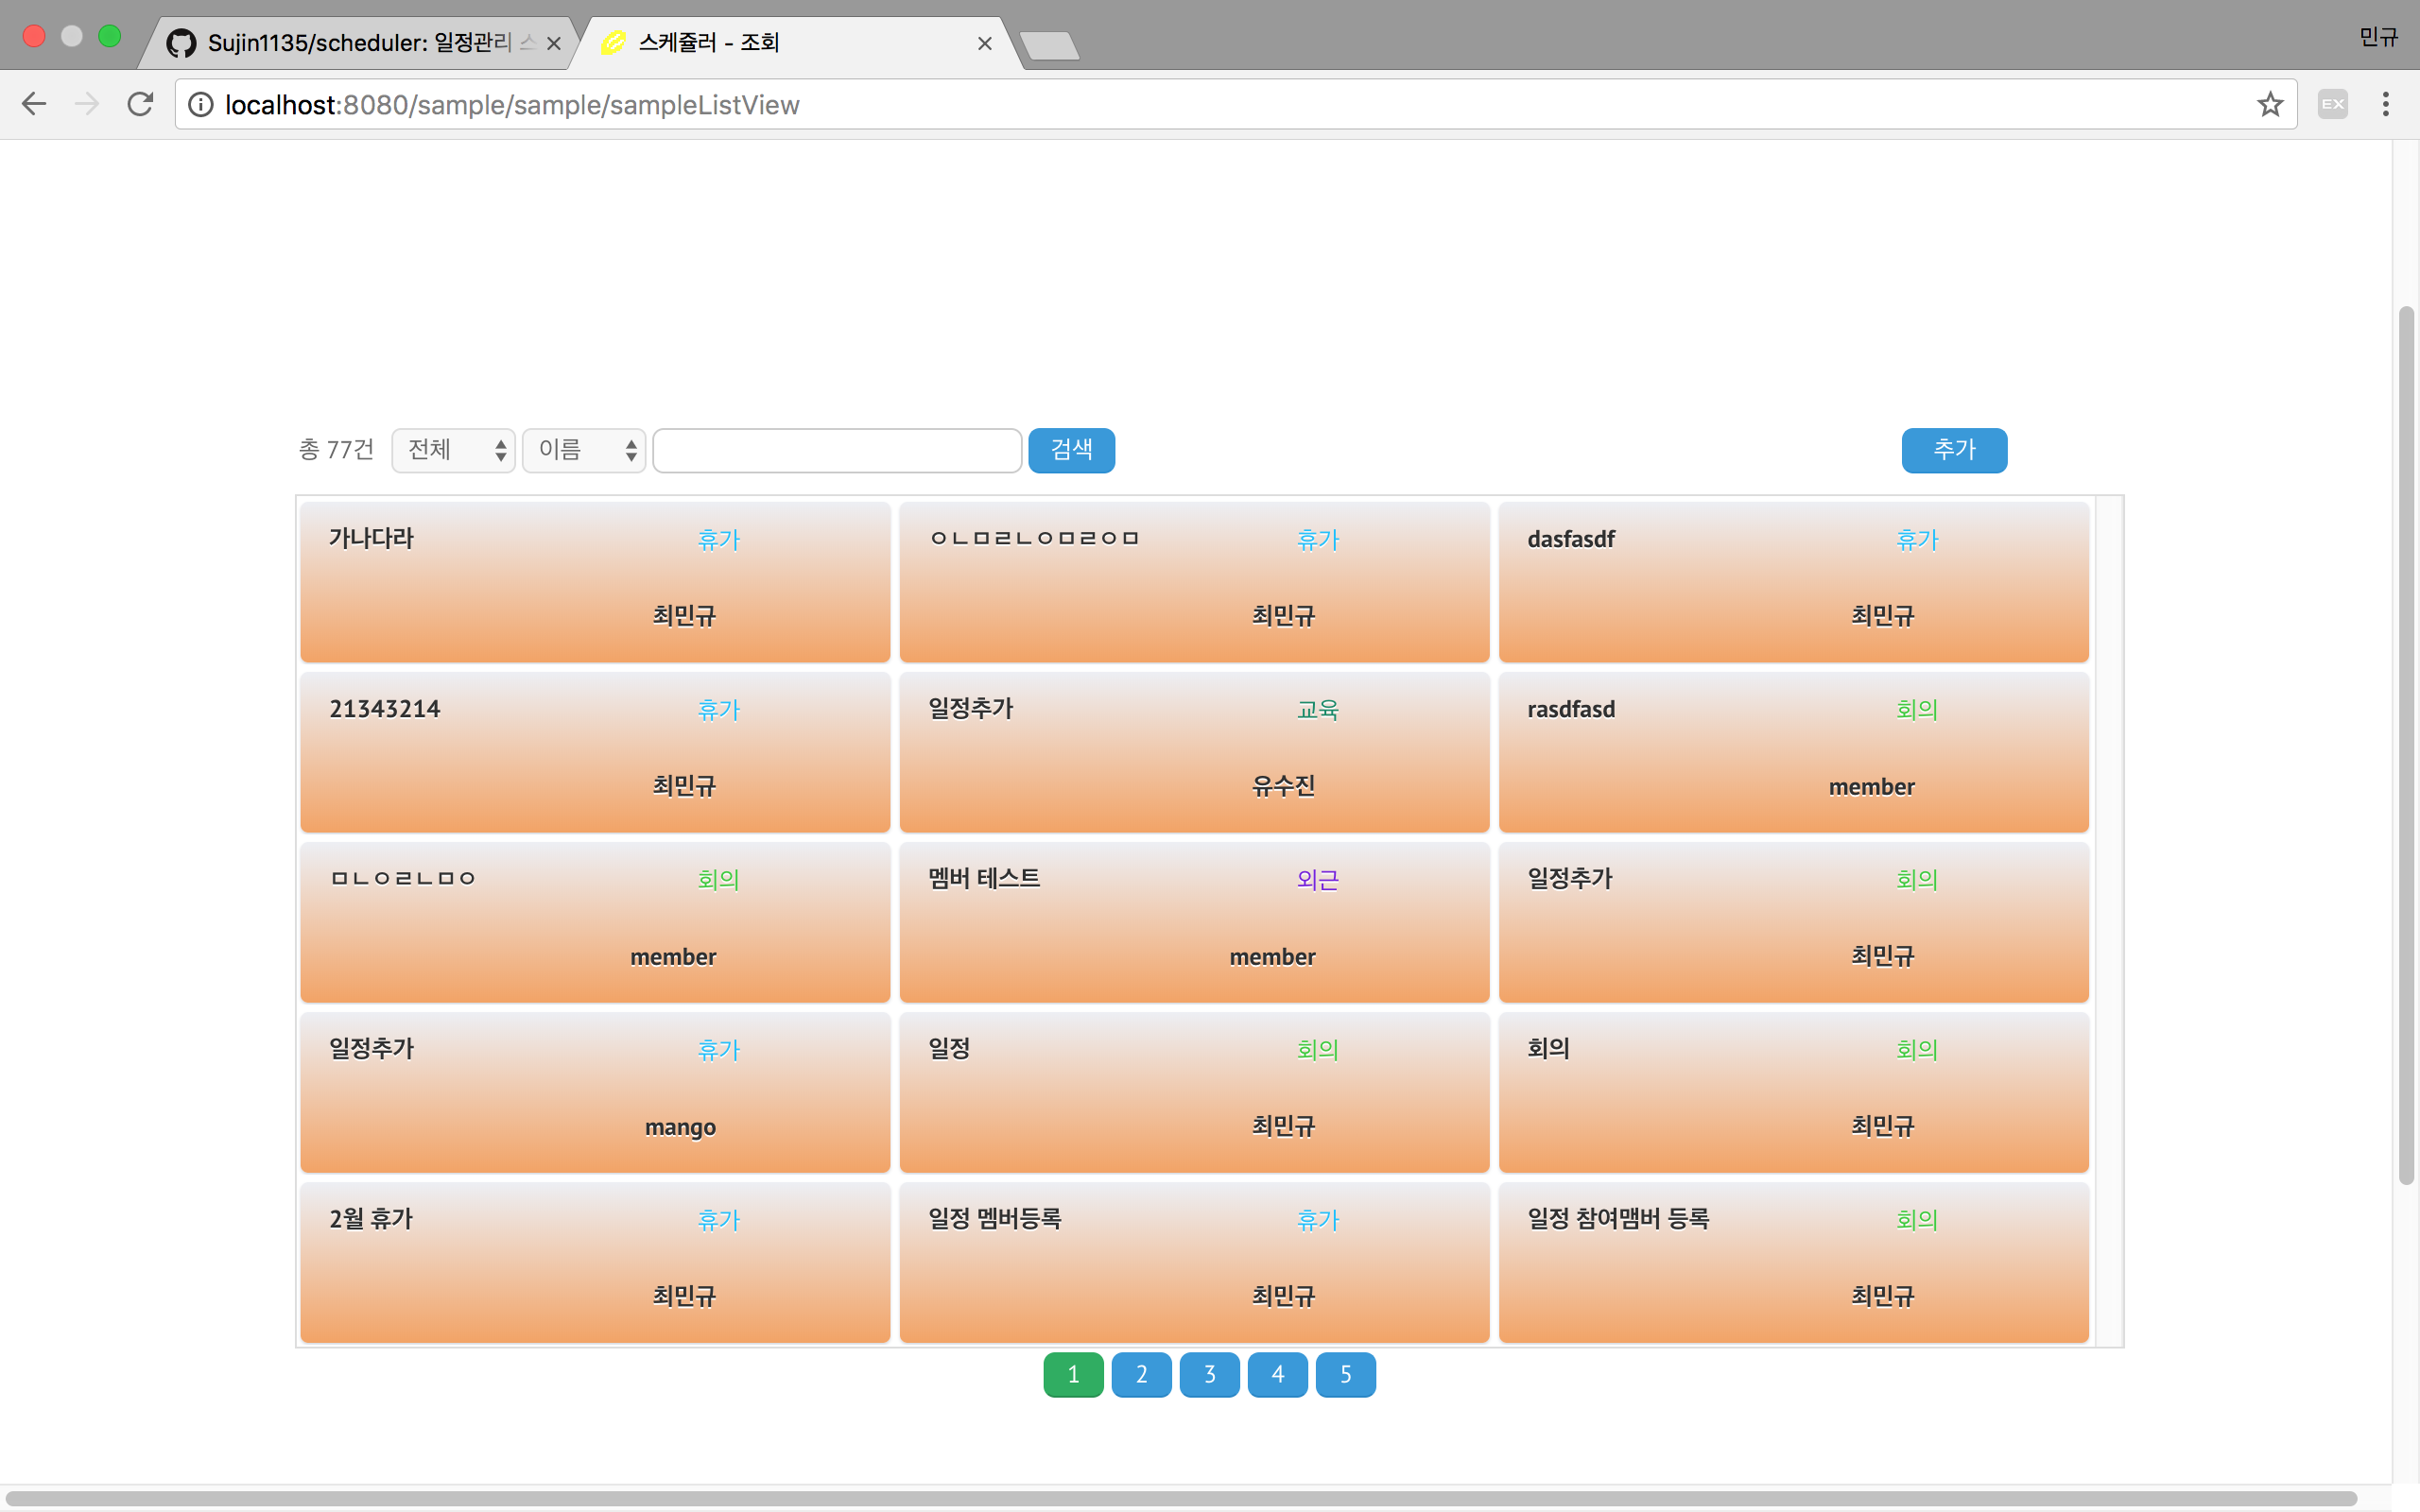 Sujin1135/scheduler: 일정관리 스
스케쥴러 - 조회
민규
localhost:8080/sample/sample/sampleListView
EX
총 77건 전체 이름 검색 추가
가나다라 휴가 ㅇㄴㅁㄹㄴㅇㅁㄹㅇㅁ 휴가 dasfasdf 휴가
최민규 최민규 최민규
21343214 휴가 일정추가 교육 rasdfasd 회의
최민규 유수진 member
ㅁㄴㅇㄹㄴㅁㅇ 회의 멤버 테스트 외근 일정추가 회의
member member 최민규
일정추가 휴가 일정 회의 회의 회의
mango 최민규 최민규
2월 휴가 휴가 일정 멤버등록 휴가 일정 참여맴버 등록 회의
최민규 최민규 최민규
1 2 3 4 5